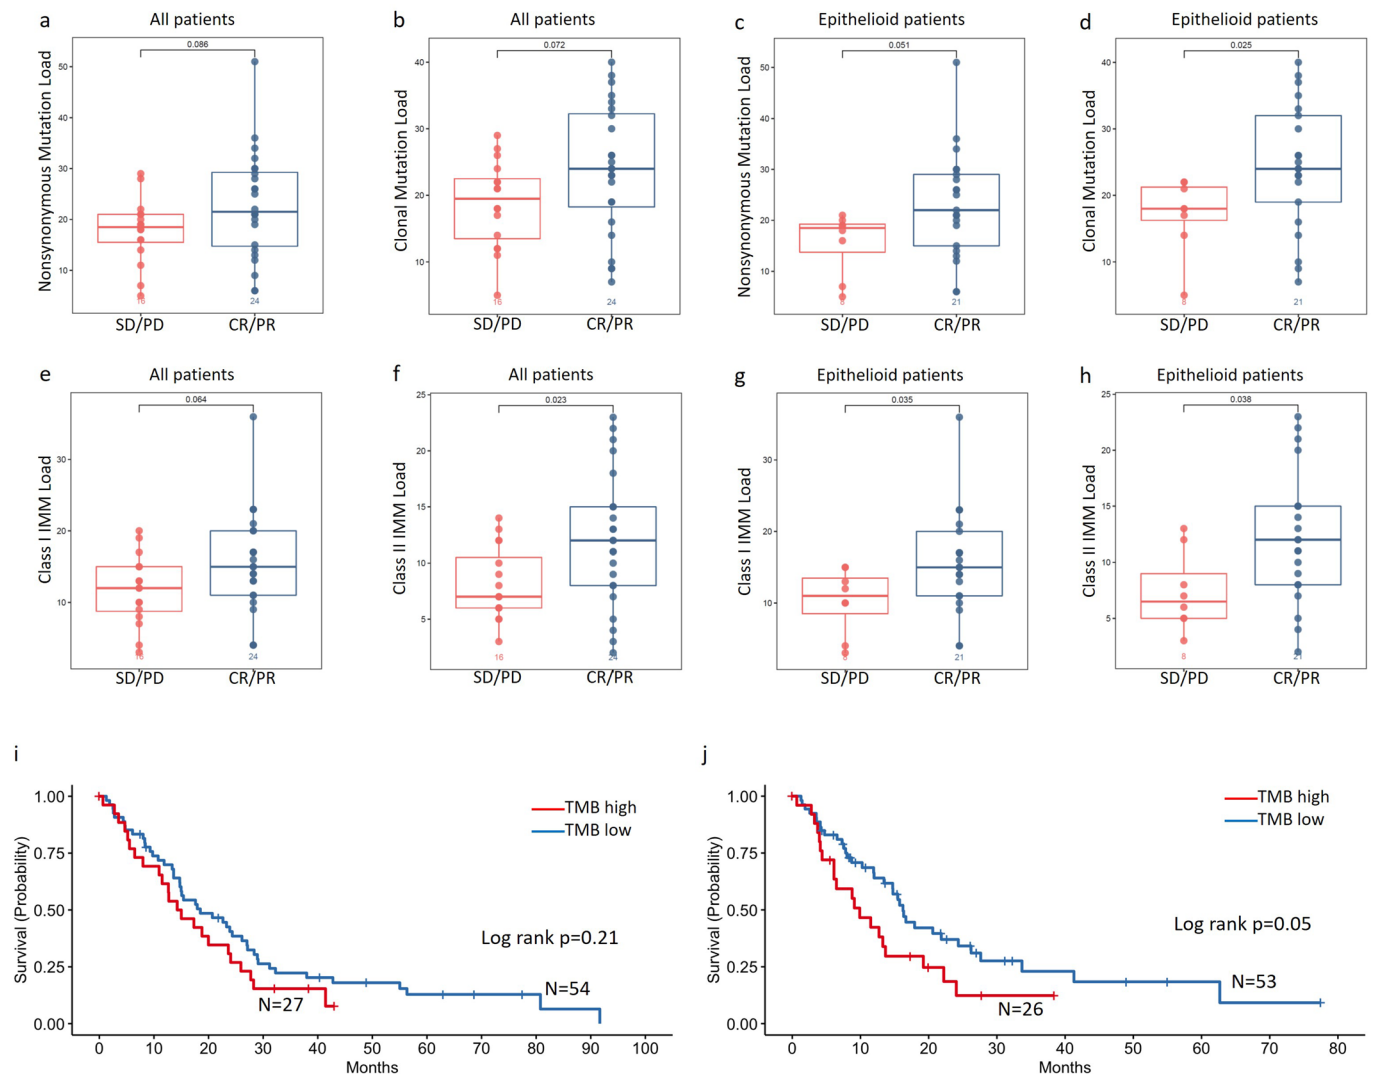 a All patients
b All patients
c Epithelioid patients
d Epithelioid patients
Nonsynonymous Mutation Load
50
40
30
20
10
0.086
16
24
SD/PD CR/PR
Clonal Mutation Load
40
30
20
10
0.072
16
24
SD/PD CR/PR
Nonsynonymous Mutation Load
50
40
30
20
10
0.051
8
21
SD/PD CR/PR
Clonal Mutation Load
40
30
20
10
0.025
8
21
SD/PD CR/PR
e All patients
f All patients
g Epithelioid patients
h Epithelioid patients
Class I IMM Load
30
20
10
0.064
16
24
SD/PD CR/PR
Class II IMM Load
25
20
15
10
5
0.023
16
24
SD/PD CR/PR
Class I IMM Load
30
20
10
0.035
8
21
SD/PD CR/PR
Class II IMM Load
25
20
15
10
5
0.038
8
21
SD/PD CR/PR
i
Survival (Probability)
1.00
0.75
0.50
0.25
0.00
TMB high
TMB low
Log rank p=0.21
N=54
N=27
0 10 20 30 40 50 60 70 80 90 100
Months
j
Survival (Probability)
1.00
0.75
0.50
0.25
0.00
TMB high
TMB low
Log rank p=0.05
N=53
N=26
0 10 20 30 40 50 60 70 80
Months